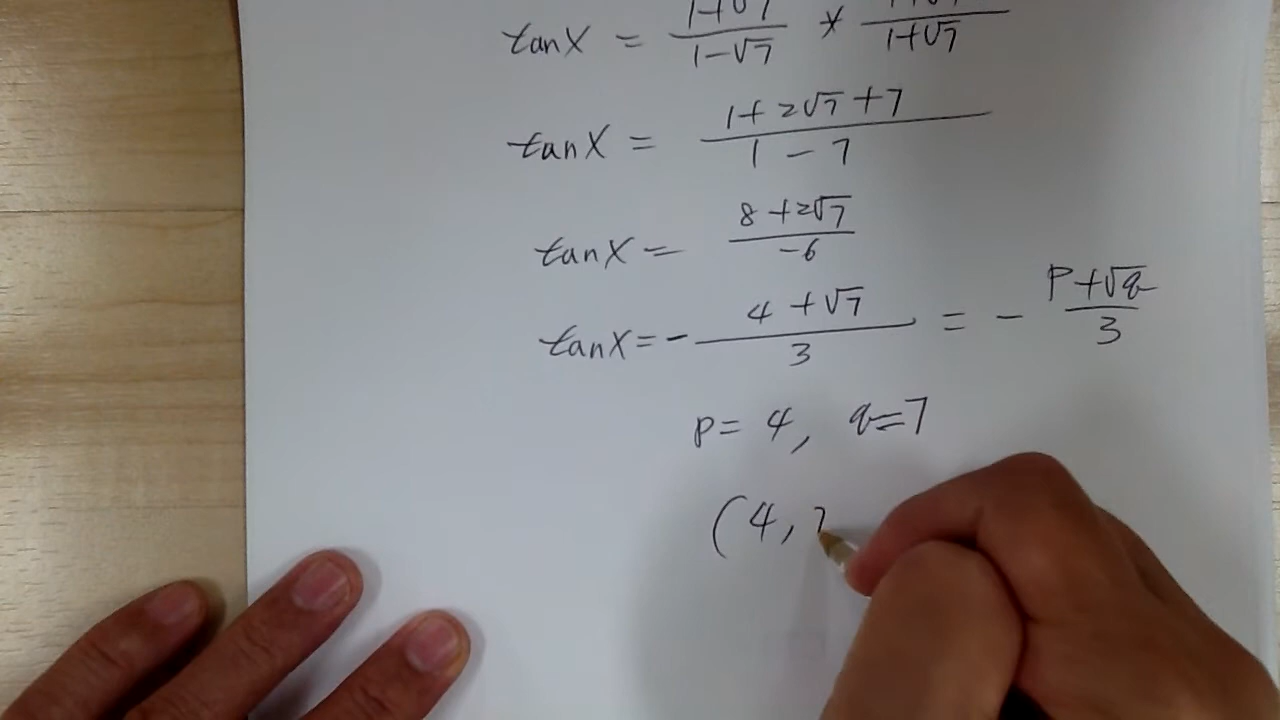 tanX = 1+√7 / 1-√7 * 1+√7 / 1+√7
tanX = 1+2√7+7 / 1-7
tanX = 8+2√7 / -6
tanX = - 4+√7 / 3 = - P+√q / 3
p= 4, q=7
(4, 7